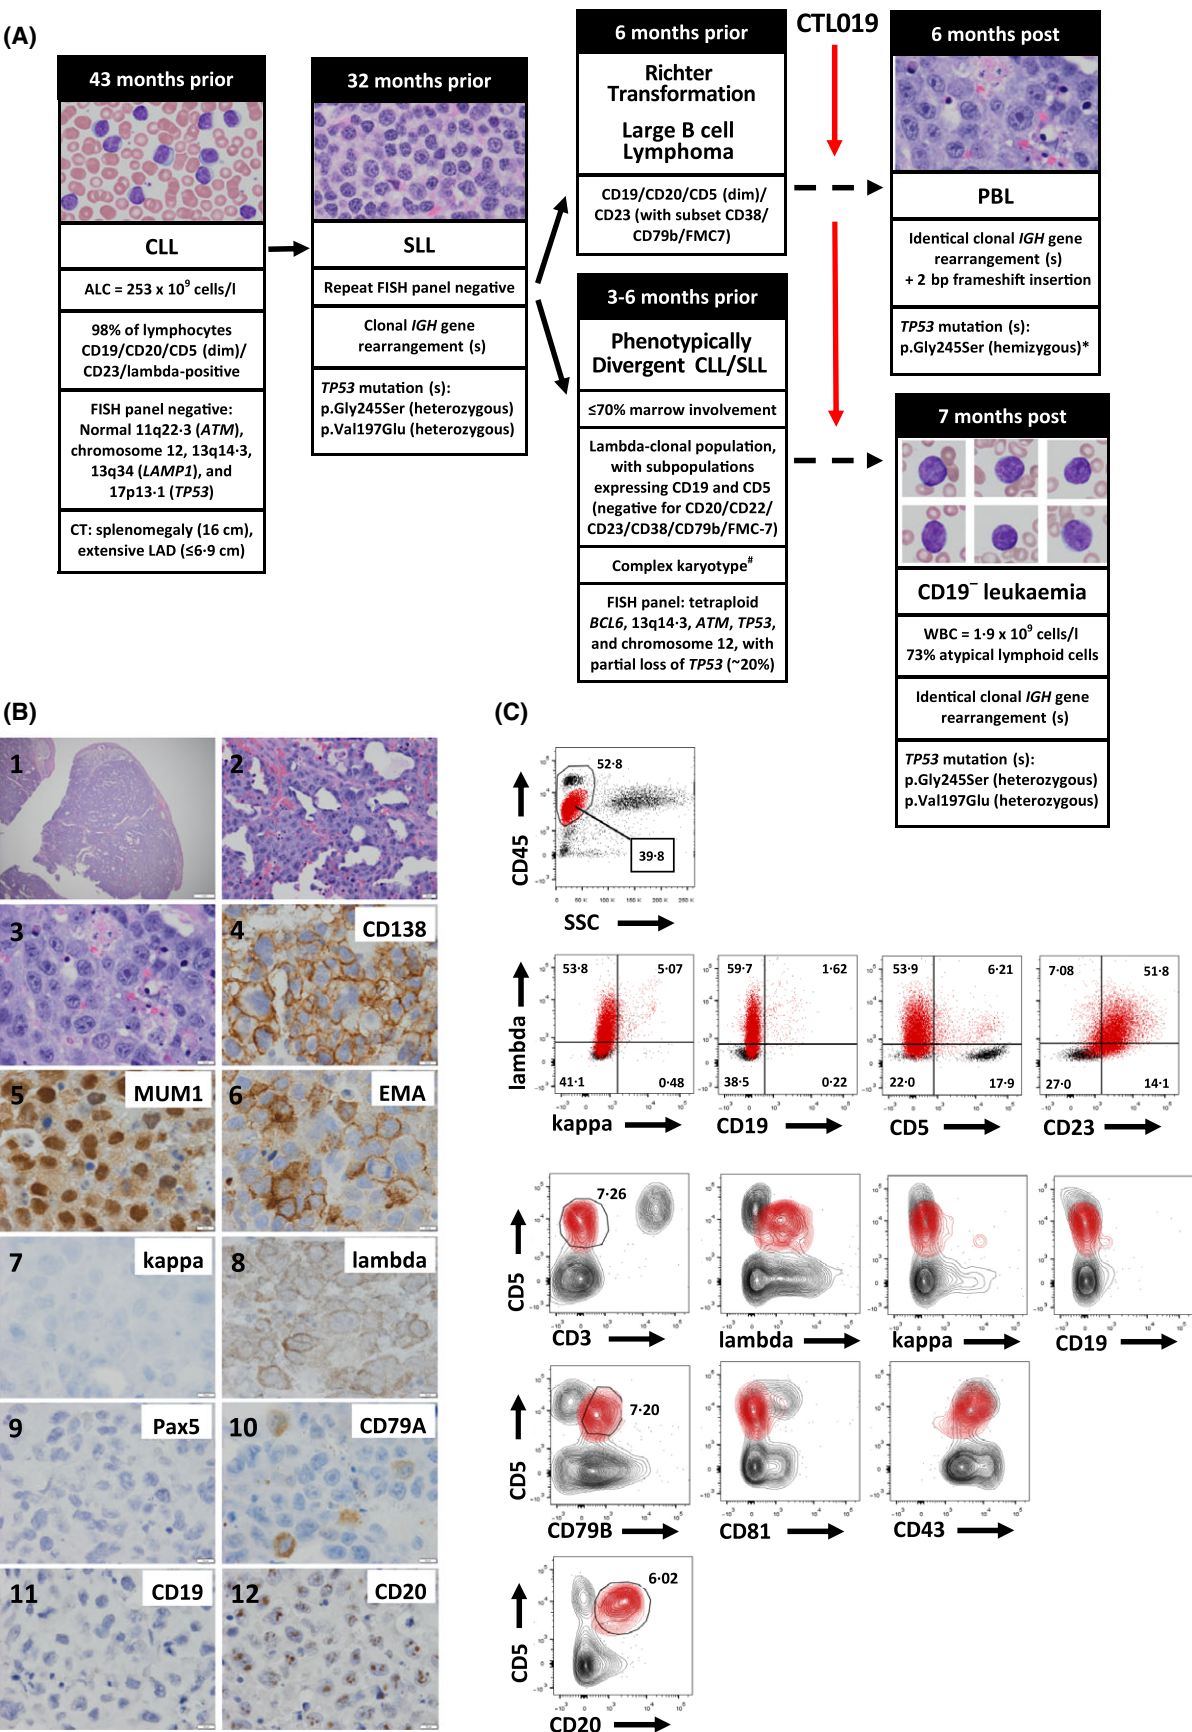 (A)
43 months prior
CLL
ALC = 253 x 10⁹ cells/l
98% of lymphocytes
CD19/CD20/CD5 (dim)/
CD23/lambda-positive
FISH panel negative:
Normal 11q22·3 (ATM),
chromosome 12, 13q14·3,
13q34 (LAMP1), and
17p13·1 (TP53)
CT: splenomegaly (16 cm),
extensive LAD (≤6·9 cm)
32 months prior
SLL
Repeat FISH panel negative
Clonal IGH gene
rearrangement (s)
TP53 mutation (s):
p.Gly245Ser (heterozygous)
p.Val197Glu (heterozygous)
6 months prior
Richter
Transformation
Large B cell
Lymphoma
CD19/CD20/CD5 (dim)/
CD23 (with subset CD38/
CD79b/FMC7)
3-6 months prior
Phenotypically
Divergent CLL/SLL
≤70% marrow involvement
Lambda-clonal population,
with subpopulations
expressing CD19 and CD5
(negative for CD20/CD22/
CD23/CD38/CD79b/FMC-7)
Complex karyotype#
FISH panel: tetraploid
BCL6, 13q14·3, ATM, TP53,
and chromosome 12, with
partial loss of TP53 (~20%)
CTL019
6 months post
PBL
Identical clonal IGH gene
rearrangement (s)
+ 2 bp frameshift insertion
TP53 mutation (s):
p.Gly245Ser (hemizygous)*
7 months post
CD19⁻ leukaemia
WBC = 1·9 x 10⁹ cells/l
73% atypical lymphoid cells
Identical clonal IGH gene
rearrangement (s)
TP53 mutation (s):
p.Gly245Ser (heterozygous)
p.Val197Glu (heterozygous)
(B)
1
2
3
4 CD138
5 MUM1
6 EMA
7 kappa
8 lambda
9 Pax5
10 CD79A
11 CD19
12 CD20
(C)
52·8
39·8
CD45
SSC
0 50 K 100 K 150 K 200 K 250 K
53·8 5·07
41·1 0·48
lambda
kappa
59·7 1·62
38·5 0·22
CD19
53·9 6·21
22·0 17·9
CD5
7·08 51·8
27·0 14·1
CD23
7·26
CD5
CD3
lambda
kappa
CD19
7·20
CD5
CD79B
CD81
CD43
6·02
CD5
CD20